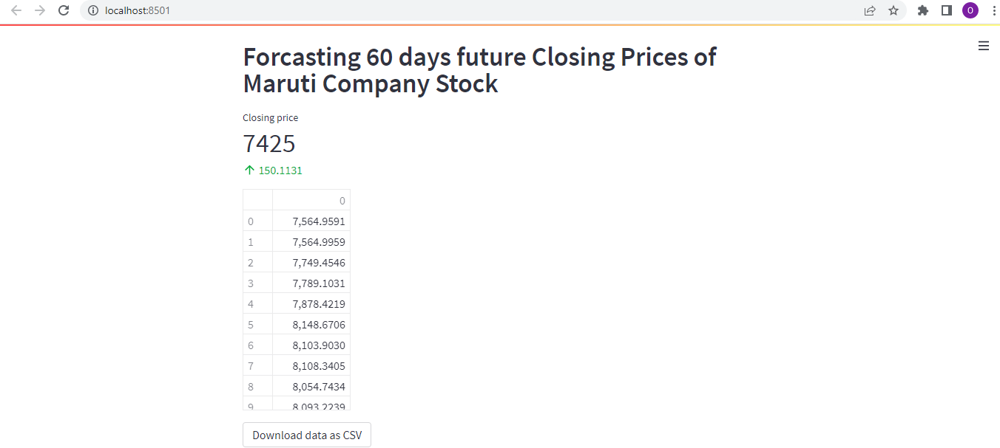 localhost:8501
O
Forcasting 60 days future Closing Prices of
Maruti Company Stock
Closing price
7425
150.1131
0
0 7,564.9591
1 7,564.9959
2 7,749.4546
3 7,789.1031
4 7,878.4219
5 8,148.6706
6 8,103.9030
7 8,108.3405
8 8,054.7434
9 8,093.2239
Download data as CSV